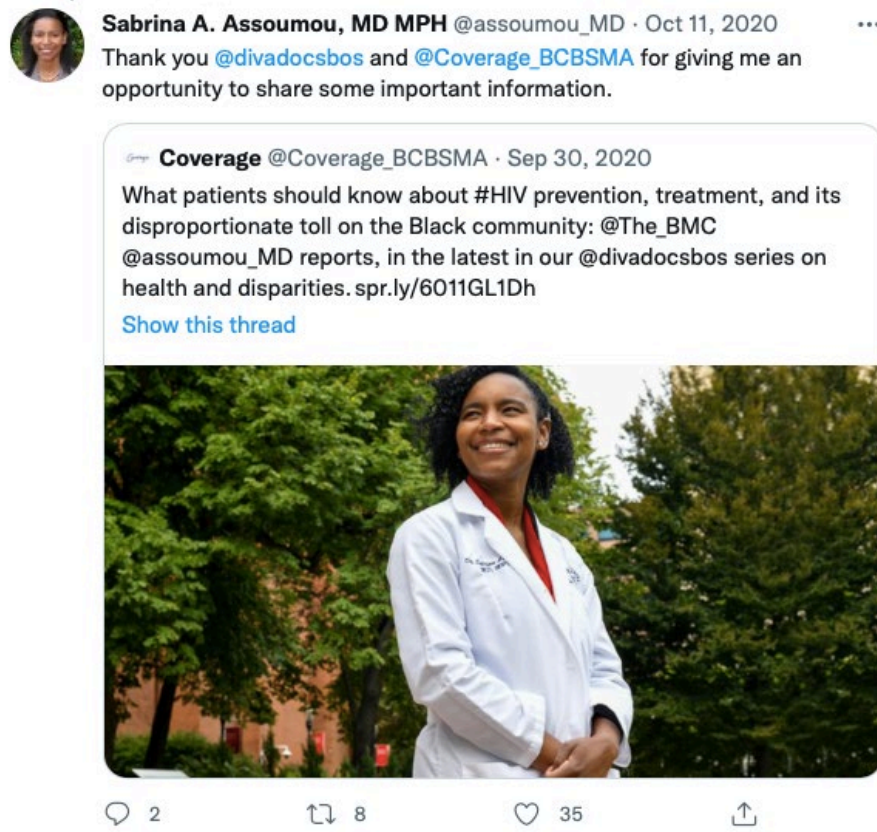 Sabrina A. Assoumou, MD MPH @assoumou_MD · Oct 11, 2020
Thank you @divadocsbos and @Coverage_BCBSMA for giving me an
opportunity to share some important information.
Coverage @Coverage_BCBSMA · Sep 30, 2020
What patients should know about #HIV prevention, treatment, and its
disproportionate toll on the Black community: @The_BMC
@assoumou_MD reports, in the latest in our @divadocsbos series on
health and disparities. spr.ly/6011GL1Dh
Show this thread
2 8 35